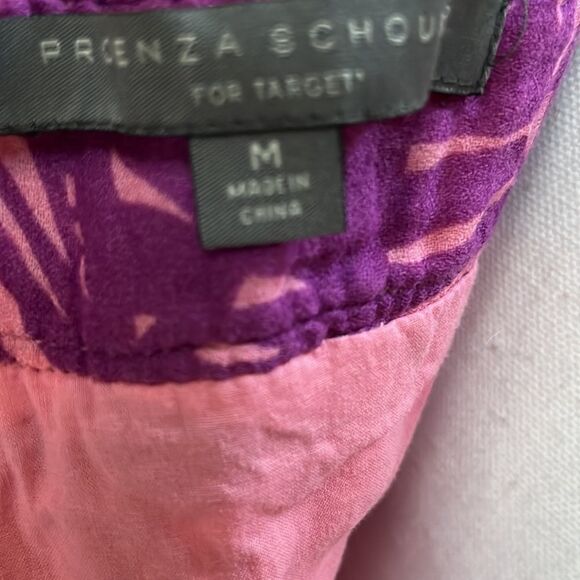 PROENZA SCHOU
FOR TARGET
M
MADE IN
CHINA